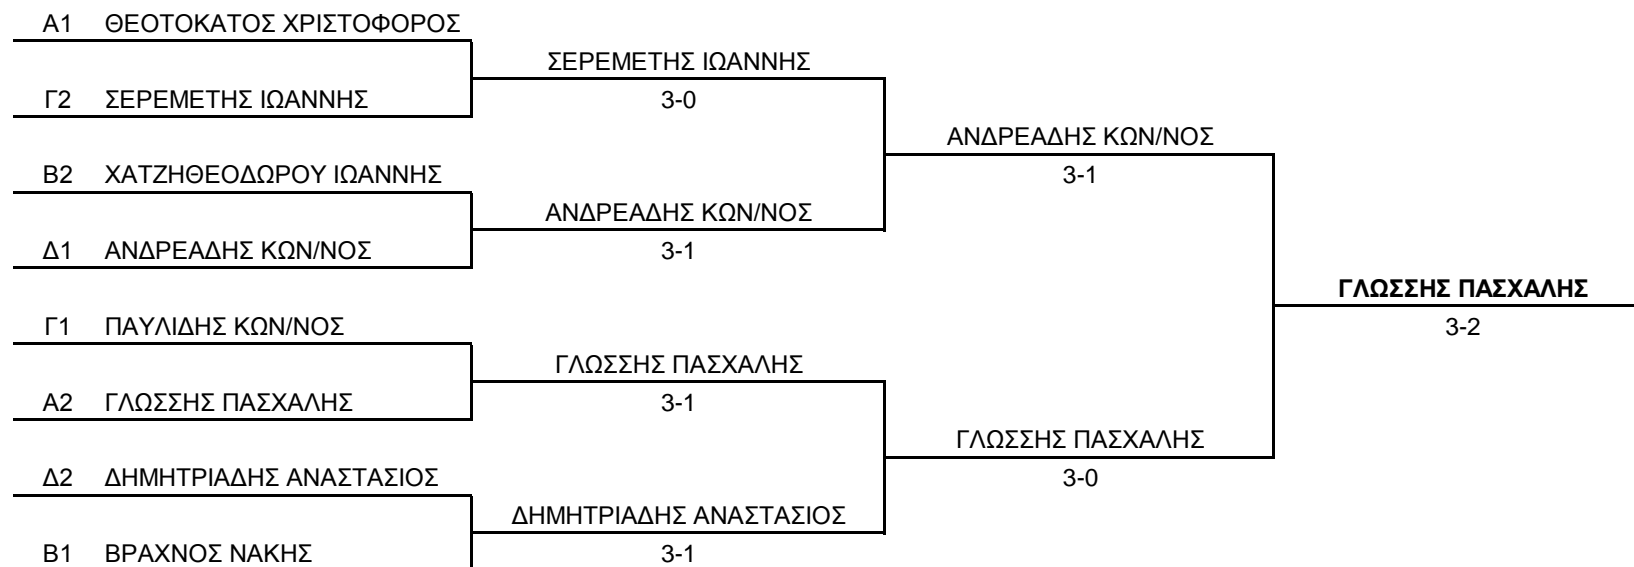 Α1 ΘΕΟΤΟΚΑΤΟΣ ΧΡΙΣΤΟΦΟΡΟΣ
ΣΕΡΕΜΕΤΗΣ ΙΩΑΝΝΗΣ
Γ2 ΣΕΡΕΜΕΤΗΣ ΙΩΑΝΝΗΣ
3-0
ΑΝΔΡΕΑΔΗΣ ΚΩΝ/ΝΟΣ
Β2 ΧΑΤΖΗΘΕΟΔΩΡΟΥ ΙΩΑΝΝΗΣ
3-1
ΑΝΔΡΕΑΔΗΣ ΚΩΝ/ΝΟΣ
Δ1 ΑΝΔΡΕΑΔΗΣ ΚΩΝ/ΝΟΣ
3-1
ΓΛΩΣΣΗΣ ΠΑΣΧΑΛΗΣ
Γ1 ΠΑΥΛΙΔΗΣ ΚΩΝ/ΝΟΣ
3-2
ΓΛΩΣΣΗΣ ΠΑΣΧΑΛΗΣ
Α2 ΓΛΩΣΣΗΣ ΠΑΣΧΑΛΗΣ
3-1
ΓΛΩΣΣΗΣ ΠΑΣΧΑΛΗΣ
Δ2 ΔΗΜΗΤΡΙΑΔΗΣ ΑΝΑΣΤΑΣΙΟΣ
3-0
ΔΗΜΗΤΡΙΑΔΗΣ ΑΝΑΣΤΑΣΙΟΣ
Β1 ΒΡΑΧΝΟΣ ΝΑΚΗΣ
3-1